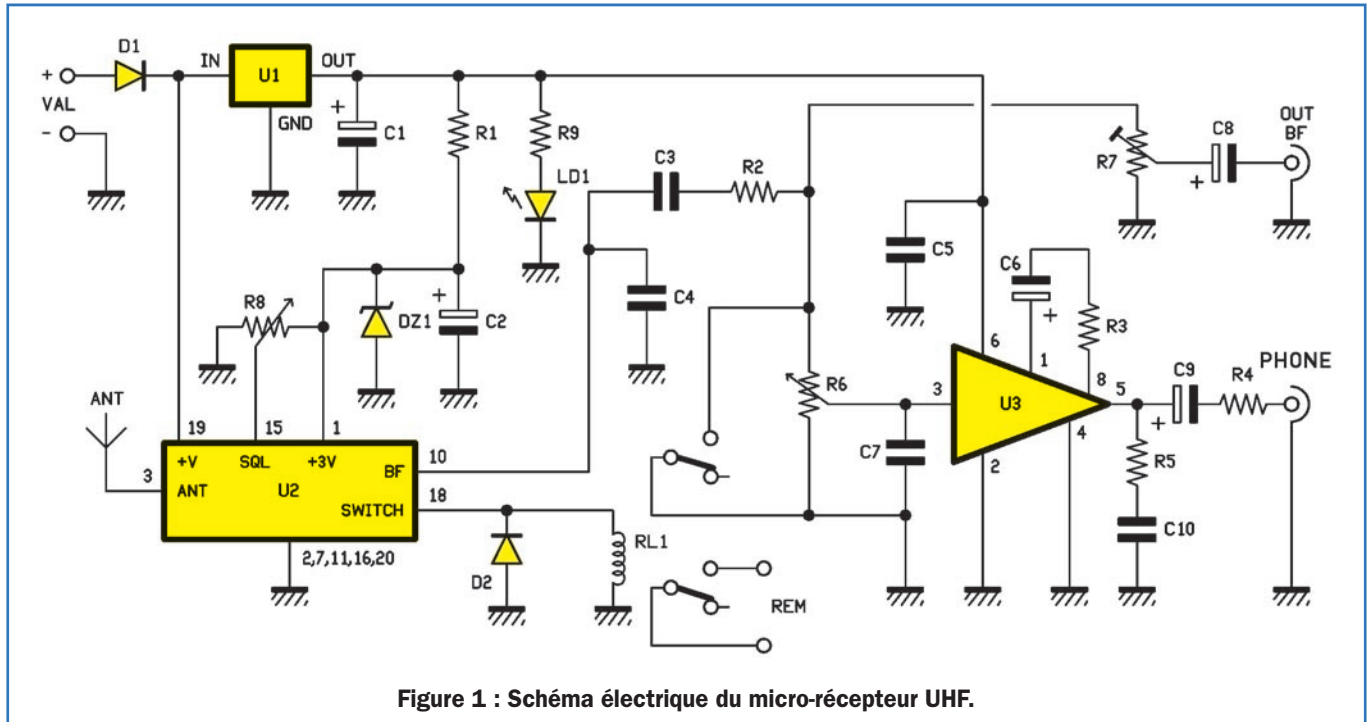 D1
IN
U1
OUT
GND
+
VAL
-
+
C1
R1
R9
LD1
C3
R2
R7
C8
+
OUT
BF
C4
C5
C6
+
R3
R8
DZ1
+
C2
R6
3
6
1
8
5
U3
2
4
C7
C9
+
R4
PHONE
R5
C10
ANT
3
19
15
1
+V
SQL
+3V
ANT
U2
BF
10
SWITCH
18
2,7,11,16,20
D2
RL1
REM
Figure 1 : Schéma électrique du micro-récepteur UHF.